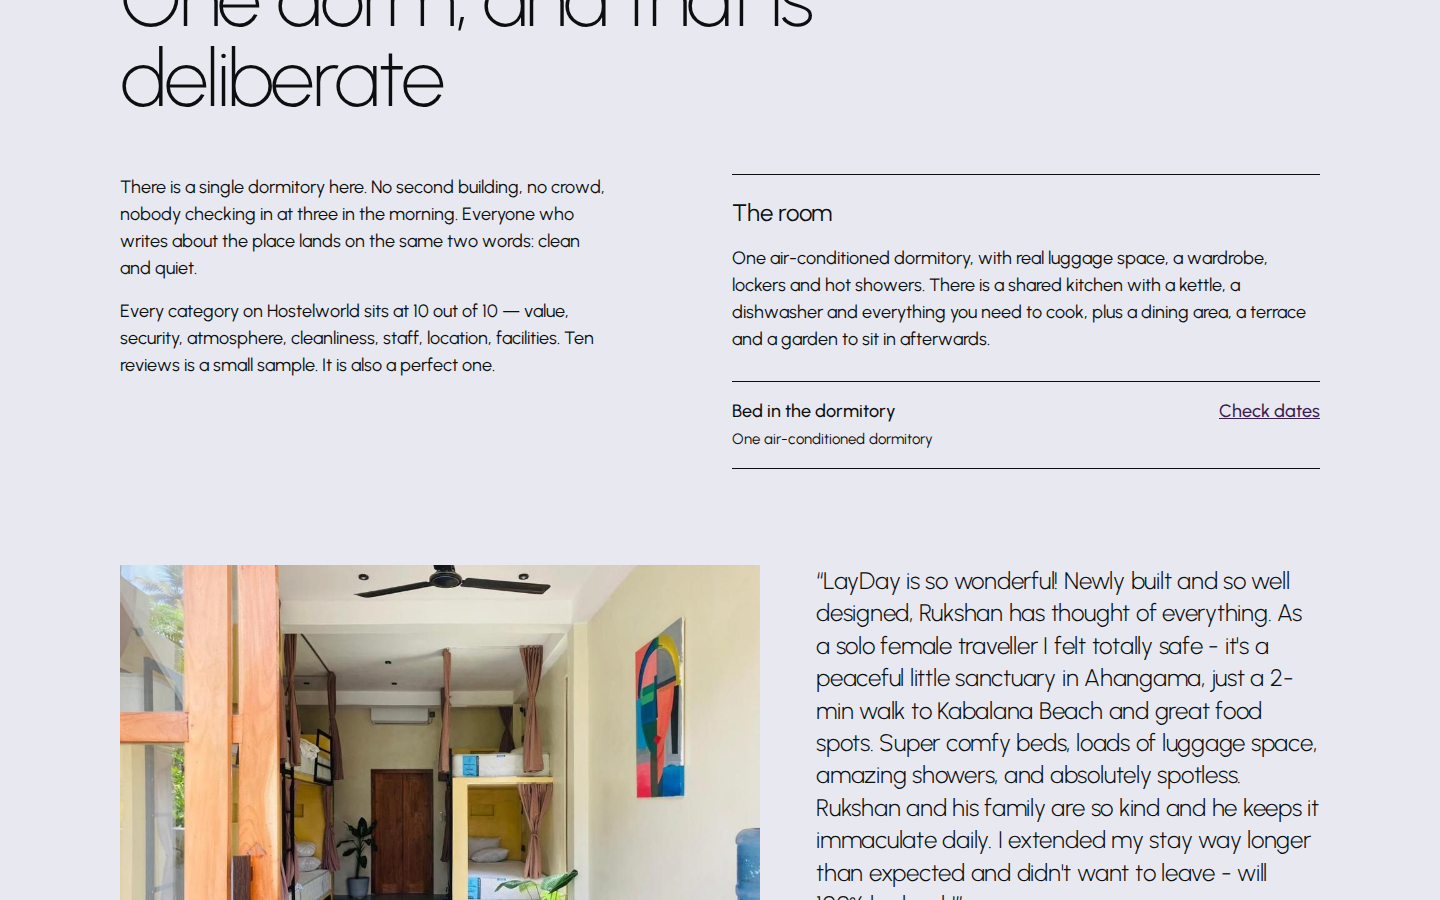 One dorm, and that is
deliberate
There is a single dormitory here. No second building, no crowd,
nobody checking in at three in the morning. Everyone who
writes about the place lands on the same two words: clean
and quiet.
Every category on Hostelworld sits at 10 out of 10 — value,
security, atmosphere, cleanliness, staff, location, facilities. Ten
reviews is a small sample. It is also a perfect one.
The room
One air-conditioned dormitory, with real luggage space, a wardrobe,
lockers and hot showers. There is a shared kitchen with a kettle, a
dishwasher and everything you need to cook, plus a dining area, a terrace
and a garden to sit in afterwards.
Bed in the dormitory
Check dates
One air-conditioned dormitory
“LayDay is so wonderful! Newly built and so well
designed, Rukshan has thought of everything. As
a solo female traveller I felt totally safe - it's a
peaceful little sanctuary in Ahangama, just a 2-
min walk to Kabalana Beach and great food
spots. Super comfy beds, loads of luggage space,
amazing showers, and absolutely spotless.
Rukshan and his family are so kind and he keeps it
immaculate daily. I extended my stay way longer
than expected and didn't want to leave - will
100%